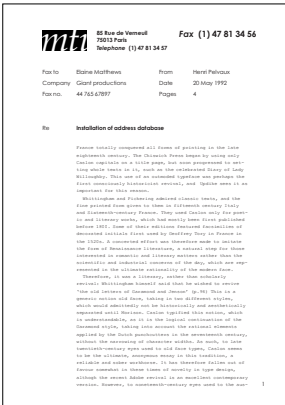 mti
85 Rue de Verneuil
75013 Paris
Telephone (1) 47 81 34 57
Fax (1) 47 81 34 56
Fax to Elaine Matthews From Henri Pelvaux
Company Giant productions Date 20 May 1992
Fax no. 44 765 67897 Pages 4
Re Installation of address database
France totally conquered all forms of printing in the late
eighteenth century. The Chiswick Press began by using only
Caslon capitals on a title page, but soon progressed to set-
ting whole texts in it, such as the celebrated Diary of Lady
Willoughby. This use of an outmoded typeface was perhaps the
first consciously historicist revival, and Updike sees it as
important for this reason.
Whittingham and Pickering admired classic texts, and the
fine printed form given to them in fifteenth century Italy
and Sixteenth-century France. They used Caslon only for poet-
ic and literary works, which had mostly been first published
before 1800. Some of their editions featured facsimiles of
decorated initials first used by Geoffrey Tory in France in
the 1520s. A concerted effort was therefore made to imitate
the form of Renaissance literature, a natural step for those
interested in romantic and literary matters rather than the
scientific and industrial concerns of the day, which are rep-
resented in the ultimate rationality of the modern face.
Therefore, it was a literary, rather than scholarly
revival: Whittingham himself said that he wished to revive
"the old letters of Garamond and Jenson" (p.96) This is a
generic notion old face, taking in two different styles,
which would admittedly not be historically and aesthetically
separated until Morison. Caslon typified this notion, which
is understandable, as it is the logical continuation of the
Garamond style, taking into account the rational elements
applied by the Dutch punchcutters in the seventeenth century,
without the narrowing of character widths. As such, to late
twentieth-century eyes used to old face types, Caslon seems
to be the ultimate, anonymous essay in this tradition, a
reliable and sober workhorse. It has therefore fallen out of
favour somewhat in these times of novelty in type design,
although the recent Adobe revival is an excellent contemporary
version. However, to nineteenth-century eyes used to the sur-
1